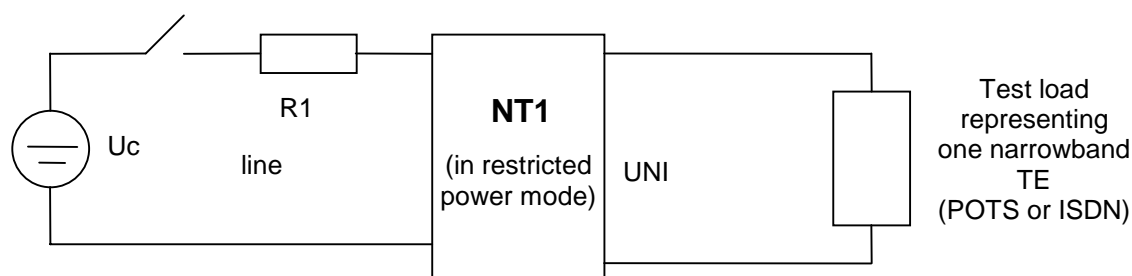 Uc
R1
line
NT1
(in restricted
power mode)
UNI
Test load
representing
one narrowband
TE
(POTS or ISDN)